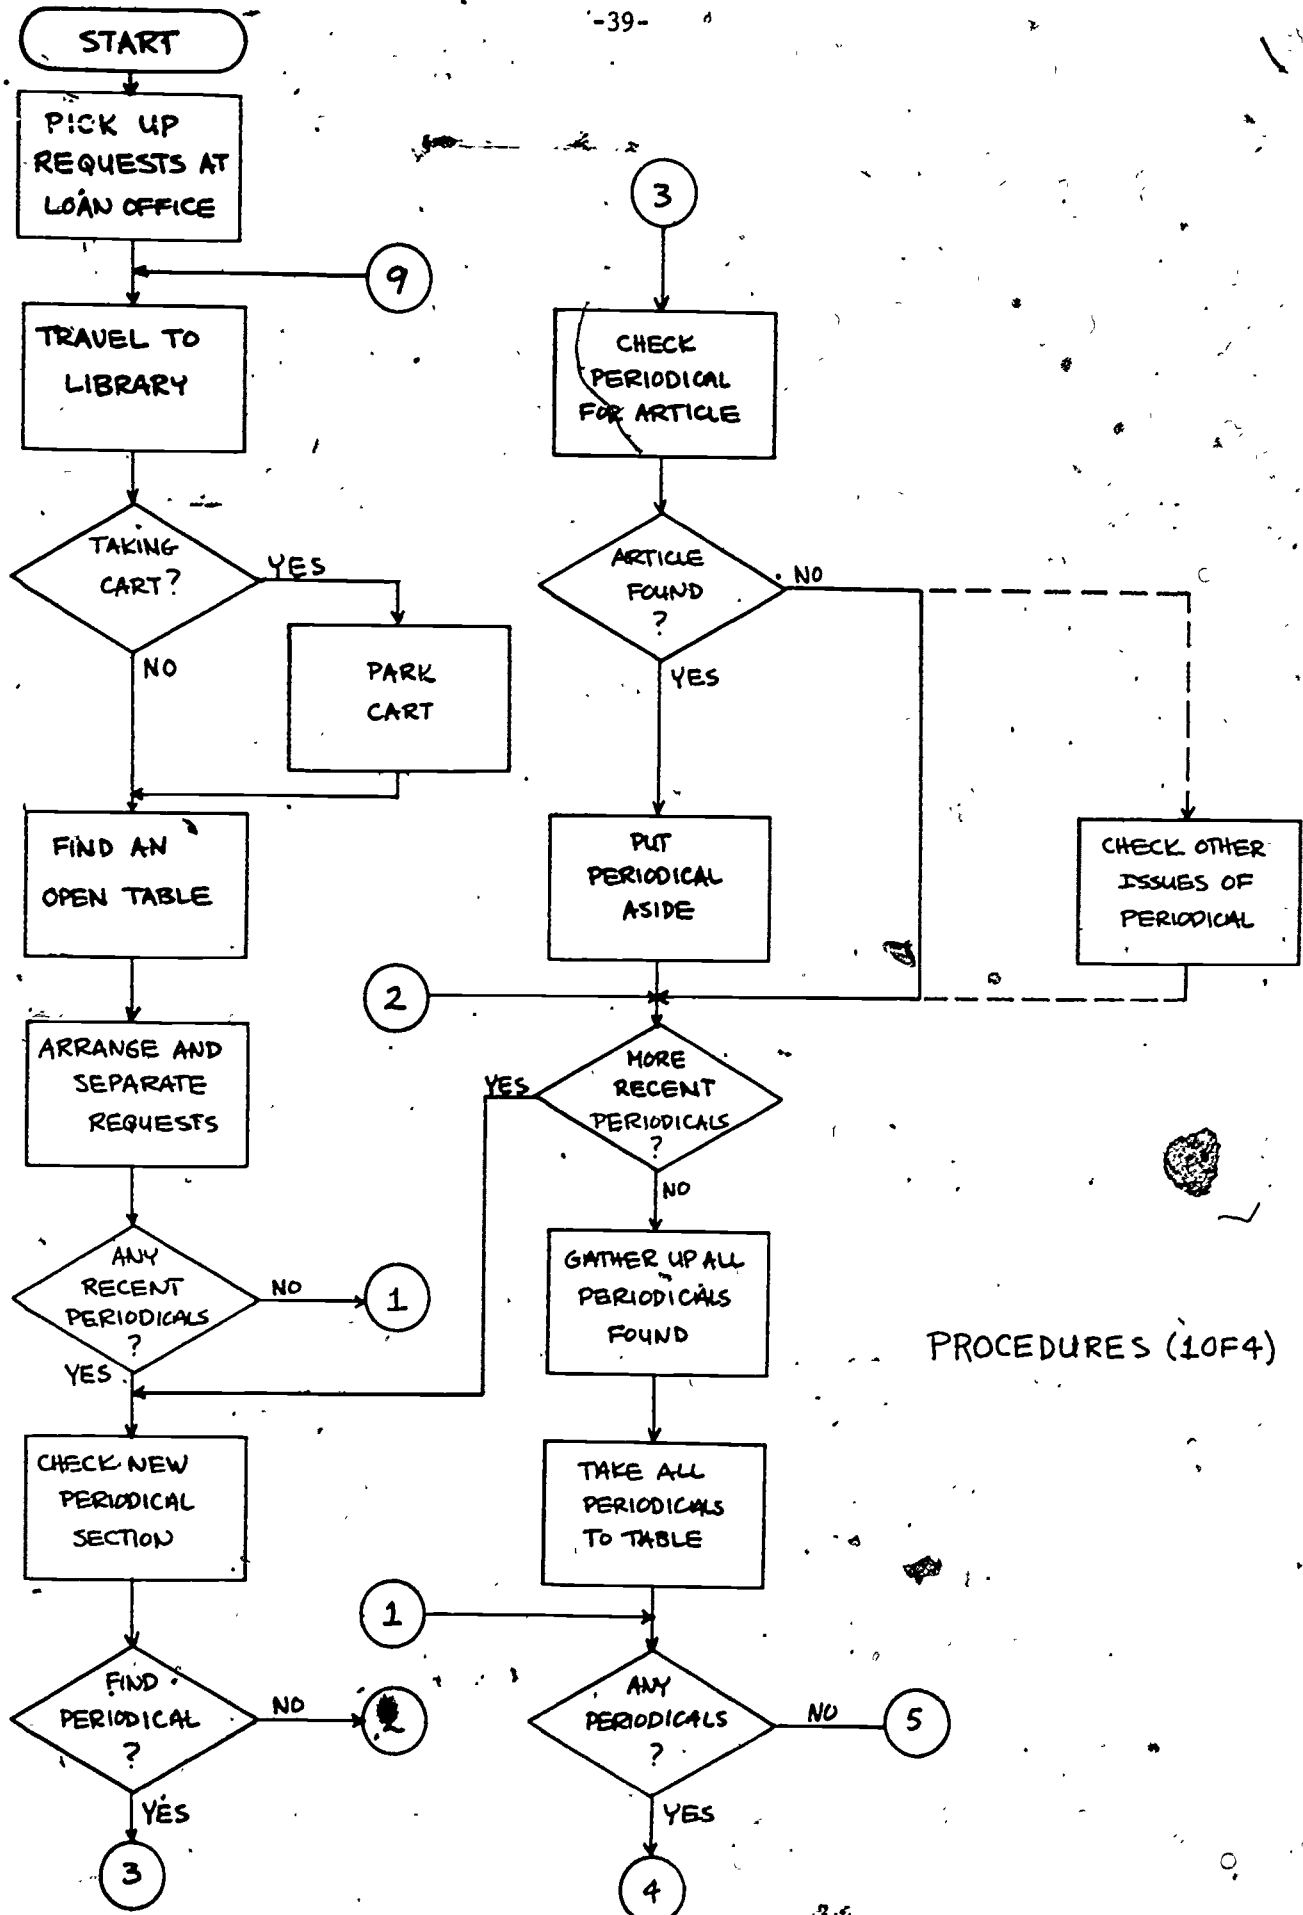 -39-
START
PICK UP
REQUESTS AT
LOAN OFFICE
9
TRAVEL TO
LIBRARY
TAKING
CART?
YES
NO
PARK
CART
FIND AN
OPEN TABLE
ARRANGE AND
SEPARATE
REQUESTS
ANY
RECENT
PERIODICALS
?
NO
1
YES
CHECK NEW
PERIODICAL
SECTION
FIND
PERIODICAL
?
NO
2
YES
3
3
CHECK
PERIODICAL
FOR ARTICLE
ARTICLE
FOUND
?
NO
YES
PUT
PERIODICAL
ASIDE
CHECK OTHER
ISSUES OF
PERIODICAL
2
MORE
RECENT
PERIODICALS
?
YES
NO
GATHER UP ALL
PERIODICALS
FOUND
TAKE ALL
PERIODICALS
TO TABLE
1
ANY
PERIODICALS
?
NO
5
YES
4
PROCEDURES (1OF4)